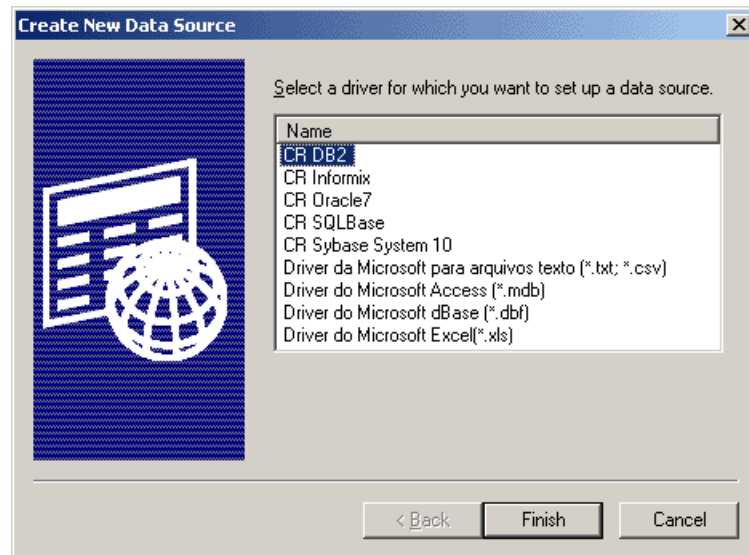 Create New Data Source
Select a driver for which you want to set up a data source.
Name
CR DB2
CR Informix
CR Oracle7
CR SQLBase
CR Sybase System 10
Driver da Microsoft para arquivos texto (*.txt; *.csv)
Driver do Microsoft Access (*.mdb)
Driver do Microsoft dBase (*.dbf)
Driver do Microsoft Excel(*.xls)
< Back
Finish
Cancel